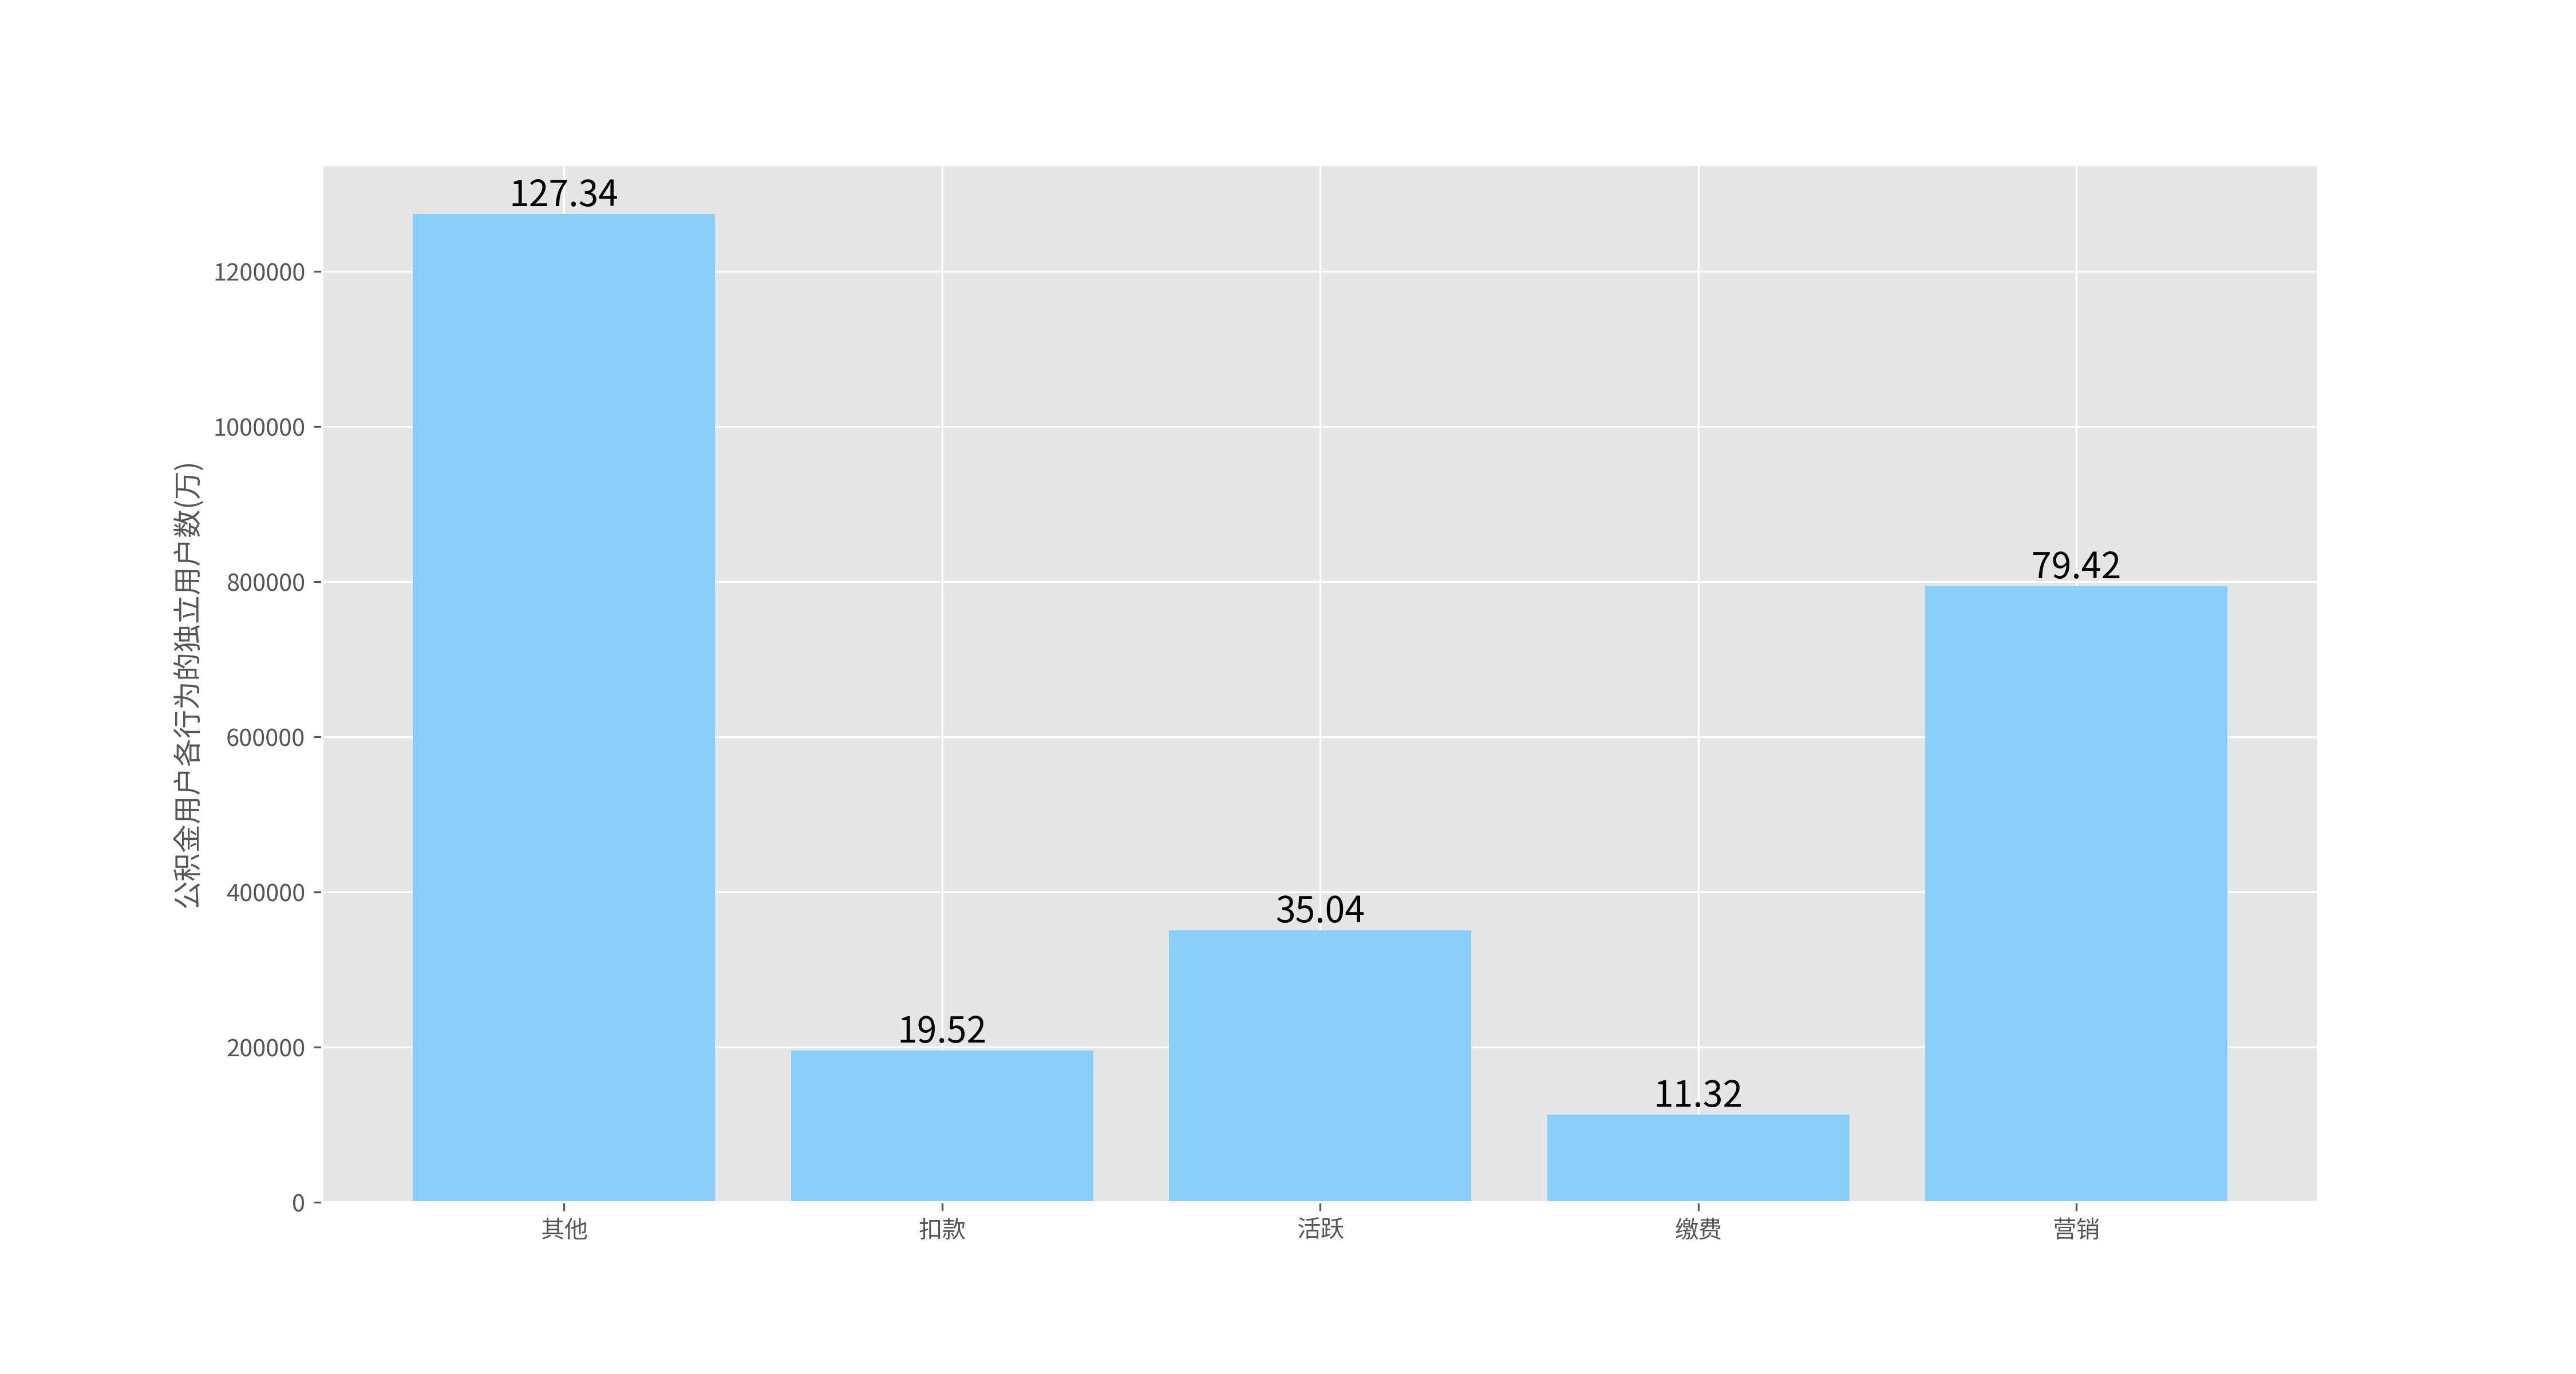 127.34
1200000
1000000
79.42
800000
公积金用户各行为的独立用户数(万)
600000
400000
35.04
19.52
200000
11.32
0
其他
扣款
活跃
缴费
营销